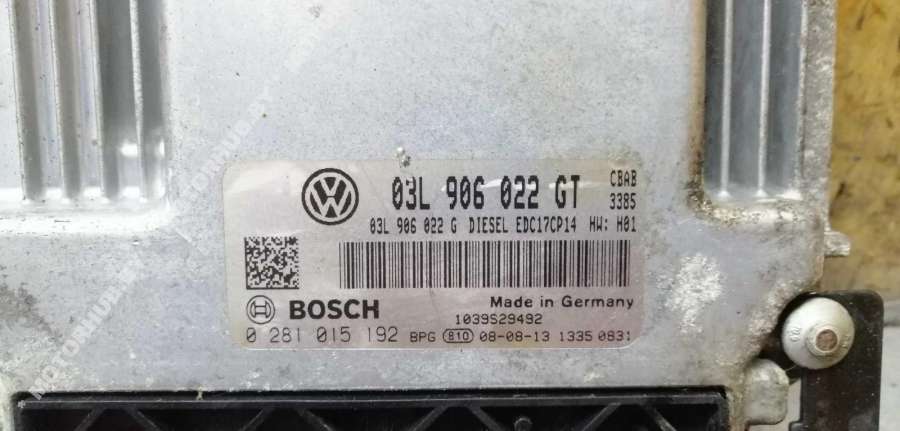 03L 906 022 GT CBAB
3385
03L 906 022 G DIESEL EDC17CP14 HW: H01
BOSCH Made in Germany
1039S29492
0 281 015 192 BPG 810 08-08-13 1335 0831